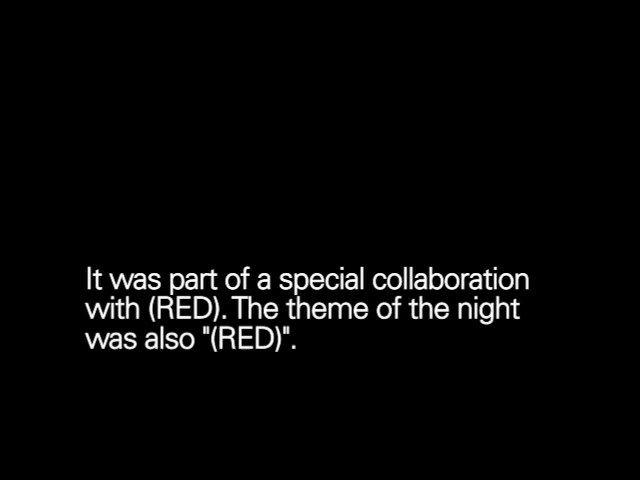 It was part of a special collaboration
with (RED). The theme of the night
was also "(RED)".